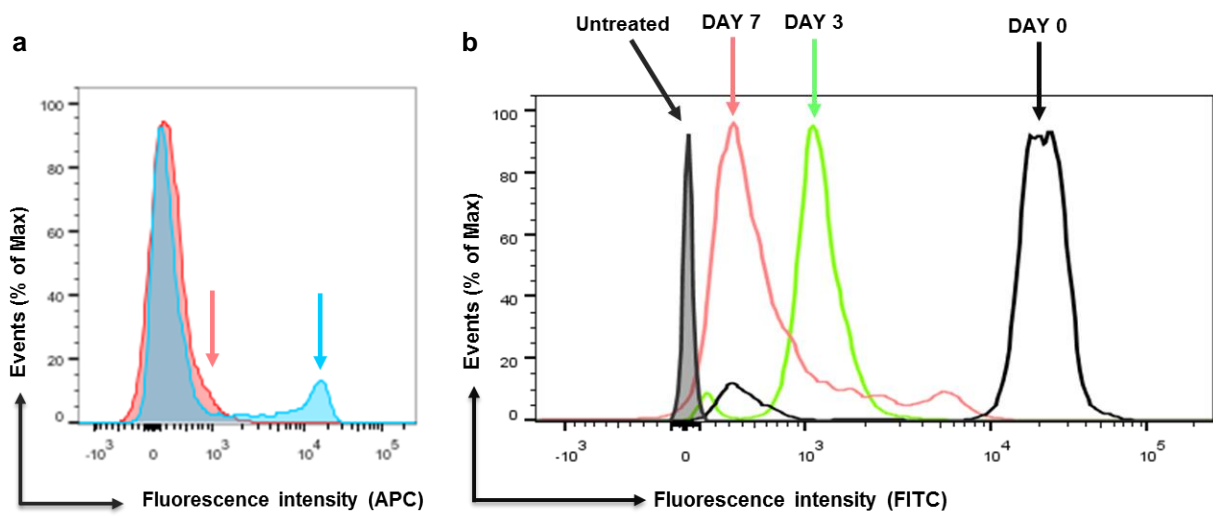 a
100
80
60
40
20
0
-10³ 0 10³ 10⁴ 10⁵
Events (% of Max)
Fluorescence intensity (APC)
b
Untreated DAY 7 DAY 3 DAY 0
100
80
60
40
20
0
-10³ 0 10³ 10⁴ 10⁵
Events (% of Max)
Fluorescence intensity (FITC)